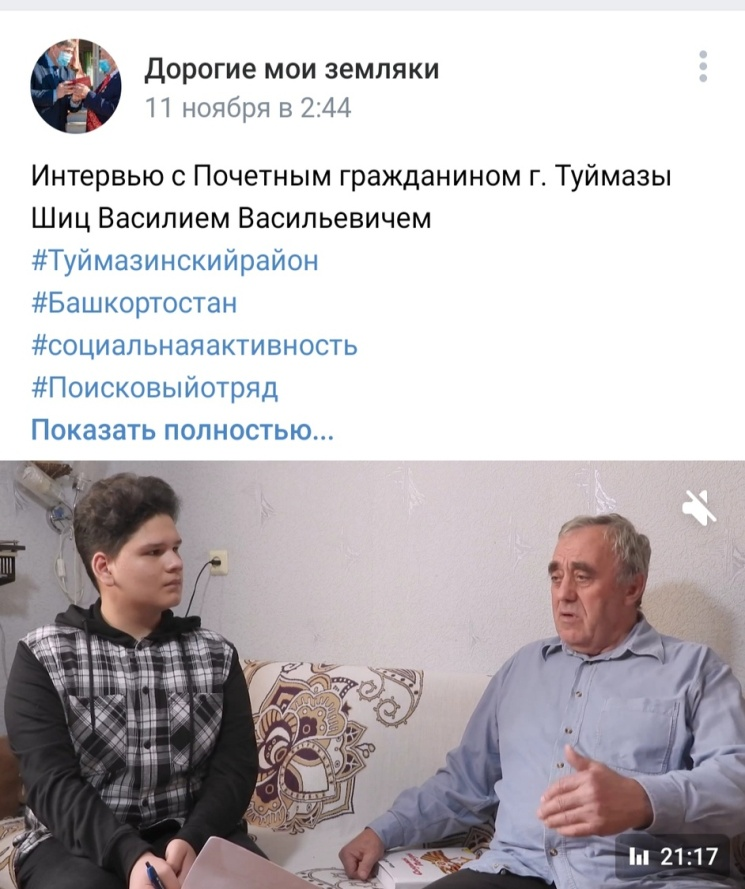 Дорогие мои земляки
11 ноября в 2:44
Интервью с Почетным гражданином г. Туймазы
Шиц Василием Васильевичем
#Туймазинскийрайон
#Башкортостан
#социальнаяактивность
#Поисковыйотряд
Показать полностью...
21:17